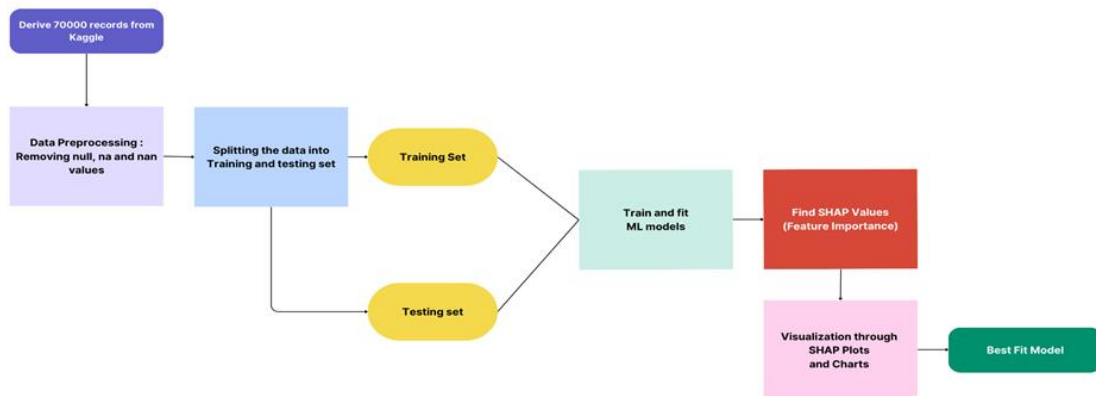 Derive 70000 records from
Kaggle
Data Preprocessing :
Removing null, na and nan
values
Splitting the data into
Training and testing set
Training Set
Testing set
Train and fit
ML models
Find SHAP Values
(Feature Importance)
Visualization through
SHAP Plots
and Charts
Best Fit Model